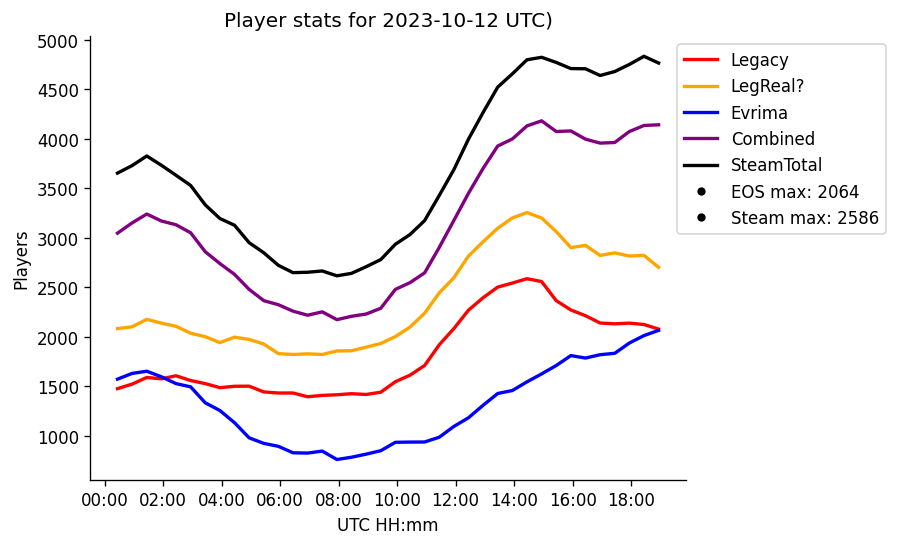 Player stats for 2023-10-12 UTC)
5000
4500
4000
3500
3000
2500
2000
1500
1000
Players
00:00 02:00 04:00 06:00 08:00 10:00 12:00 14:00 16:00 18:00
UTC HH:mm
Legacy
LegReal?
Evrima
Combined
SteamTotal
EOS max: 2064
Steam max: 2586